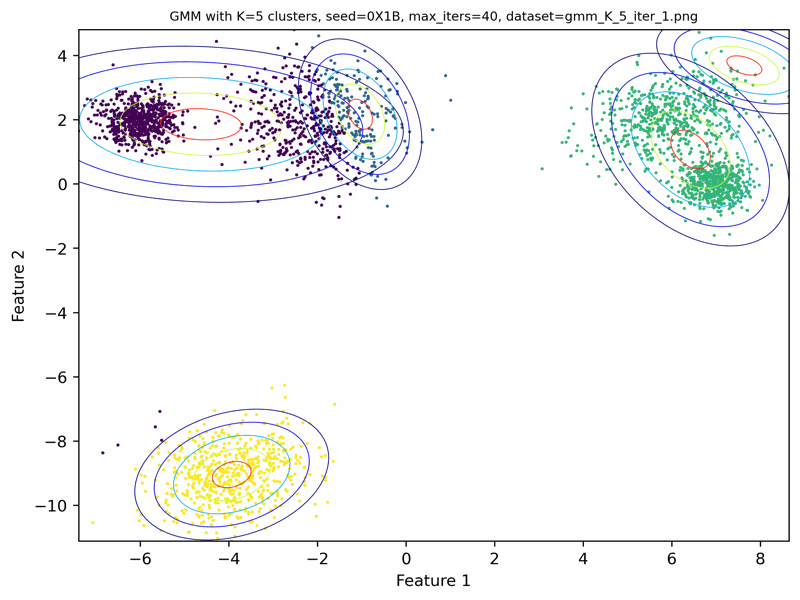 GMM with K=5 clusters, seed=0X1B, max_iters=40, dataset=gmm_K_5_iter_1.png
4
2
0
−2
−4
−6
−8
−10
Feature 2
−6 −4 −2 0 2 4 6 8
Feature 1